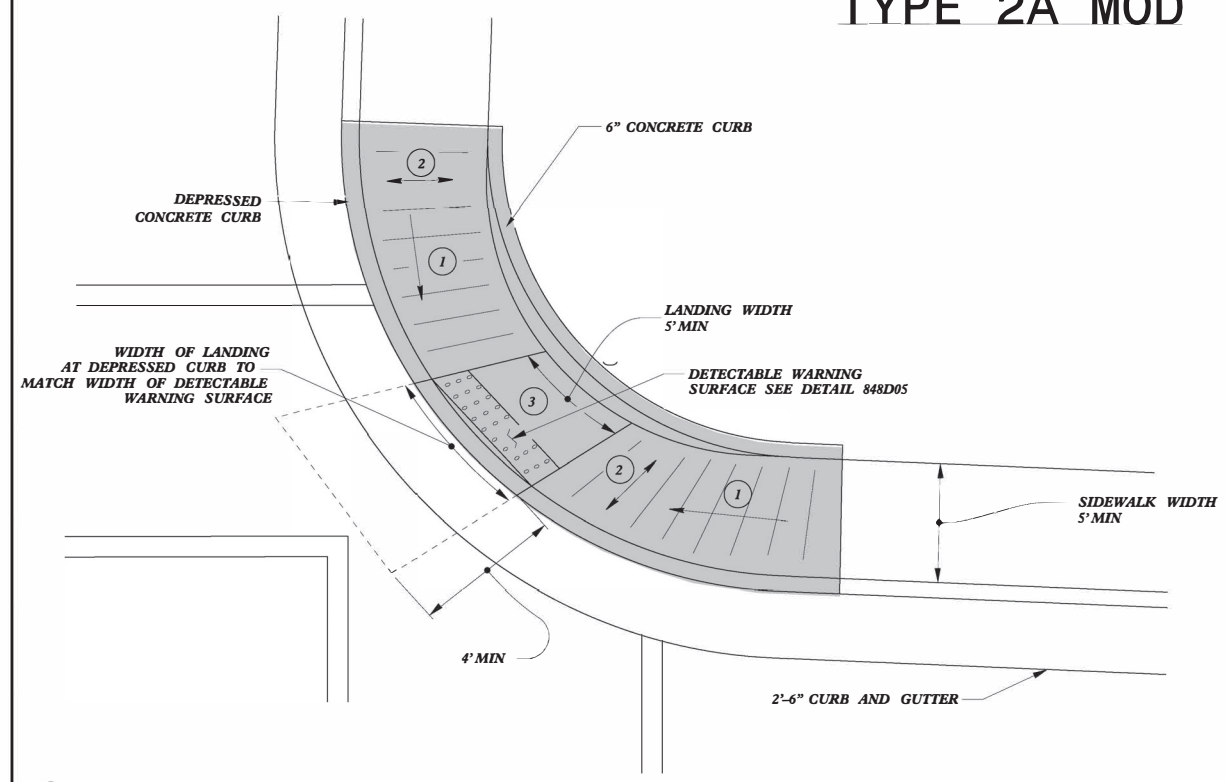 TYPE 2A MOD
6" CONCRETE CURB
2
DEPRESSED
CONCRETE CURB
1
LANDING WIDTH
5' MIN
WIDTH OF LANDING
AT DEPRESSED CURB TO
MATCH WIDTH OF DETECTABLE
WARNING SURFACE
DETECTABLE WARNING
SURFACE SEE DETAIL 848D05
3
2
1
SIDEWALK WIDTH
5' MIN
4' MIN
2'-6" CURB AND GUTTER